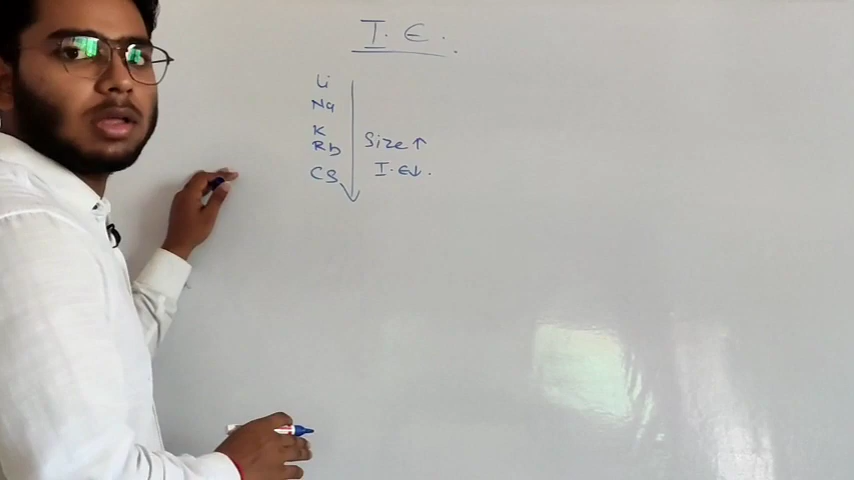 I. E.
Li
Na
K
Rb
Cs
Size ↑
I. E↓.